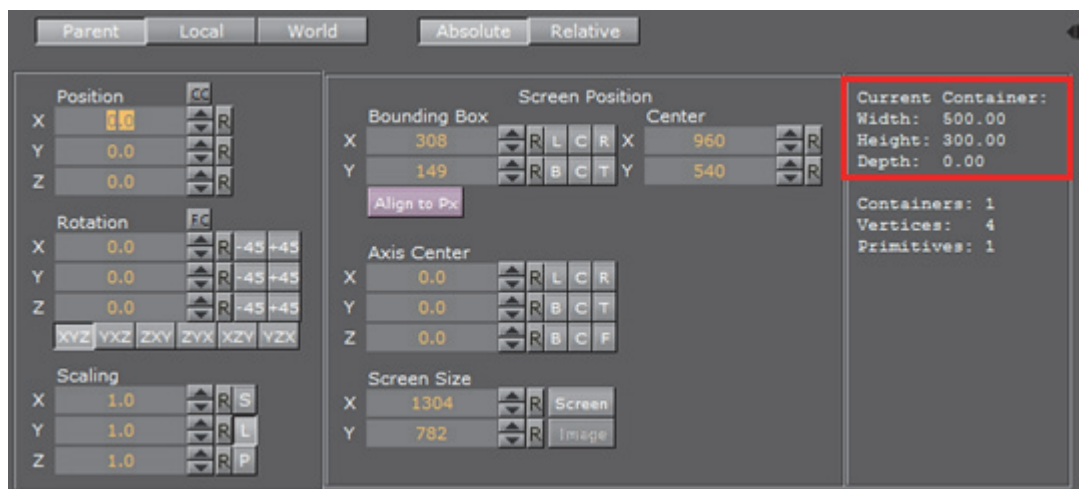 Parent Local World Absolute Relative
Position CC
X 0.0 R
Y 0.0 R
Z 0.0 R
Rotation FC
X 0.0 R -45 +45
Y 0.0 R -45 +45
Z 0.0 R -45 +45
XYZ YXZ ZXY ZYX XZY YZX
Scaling
X 1.0 R S
Y 1.0 R L
Z 1.0 R P
Screen Position
Bounding Box Center
X 308 R L C R X 960 R
Y 149 R B C T Y 540 R
Align to Px
Axis Center
X 0.0 R L C R
Y 0.0 R B C T
Z 0.0 R B C F
Screen Size
X 1304 R Screen
Y 782 R Image
Current Container:
Width: 500.00
Height: 300.00
Depth: 0.00
Containers: 1
Vertices: 4
Primitives: 1